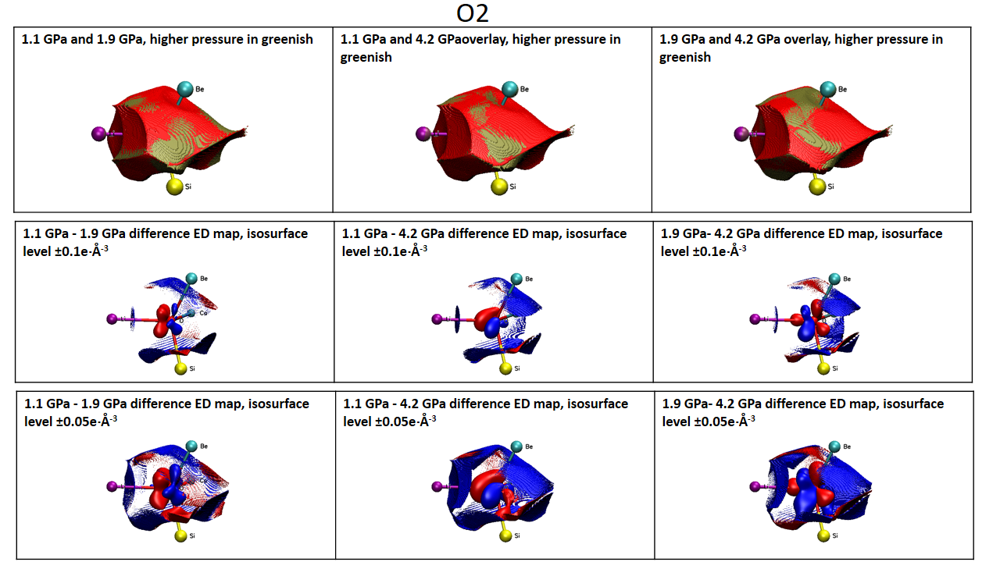 O2
1.1 GPa and 1.9 GPa, higher pressure in greenish
1.1 GPa and 4.2 GPaoverlay, higher pressure in
greenish
1.9 GPa and 4.2 GPa overlay, higher pressure in
greenish
Be
Si
Be
Si
Be
Si
1.1 GPa - 1.9 GPa difference ED map, isosurface
level ±0.1e·Å-3
1.1 GPa - 4.2 GPa difference ED map, isosurface
level ±0.1e·Å-3
1.9 GPa- 4.2 GPa difference ED map, isosurface
level ±0.1e·Å-3
Be
Li
O
Si
Be
Li
Si
Be
Li
Si
1.1 GPa - 1.9 GPa difference ED map, isosurface
level ±0.05e·Å-3
1.1 GPa - 4.2 GPa difference ED map, isosurface
level ±0.05e·Å-3
1.9 GPa- 4.2 GPa difference ED map, isosurface
level ±0.05e·Å-3
Be
Li
Si
Be
Li
Si
Be
Li
Si